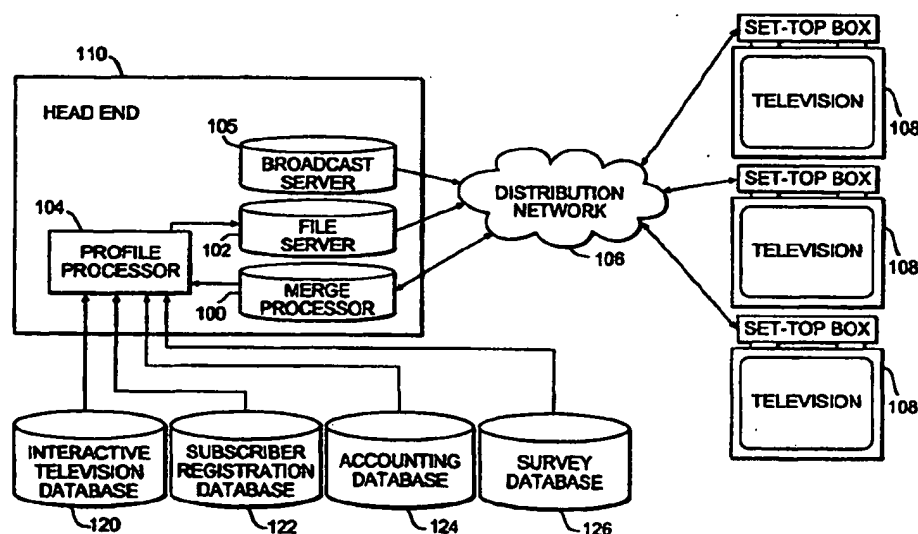 110
HEAD END
105
BROADCAST
SERVER
104
PROFILE
PROCESSOR
102
FILE
SERVER
100
MERGE
PROCESSOR
DISTRIBUTION
NETWORK
106
SET-TOP BOX
TELEVISION
108
SET-TOP BOX
TELEVISION
108
SET-TOP BOX
TELEVISION
108
INTERACTIVE
TELEVISION
DATABASE
120
SUBSCRIBER
REGISTRATION
DATABASE
122
ACCOUNTING
DATABASE
124
SURVEY
DATABASE
126